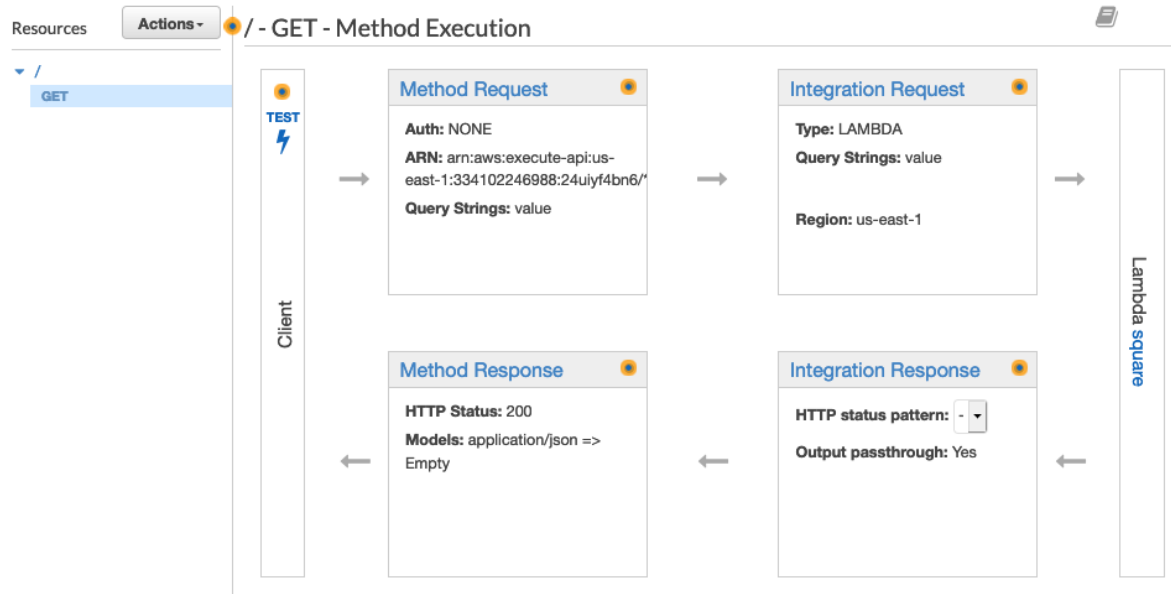 Resources
Actions
/ - GET - Method Execution
/
GET
TEST
Client
Method Request
Auth: NONE
ARN: arn:aws:execute-api:us-
east-1:334102246988:24uiyf4bn6/*
Query Strings: value
Integration Request
Type: LAMBDA
Query Strings: value
Region: us-east-1
Lambda square
Method Response
HTTP Status: 200
Models: application/json =>
Empty
Integration Response
HTTP status pattern: -
Output passthrough: Yes